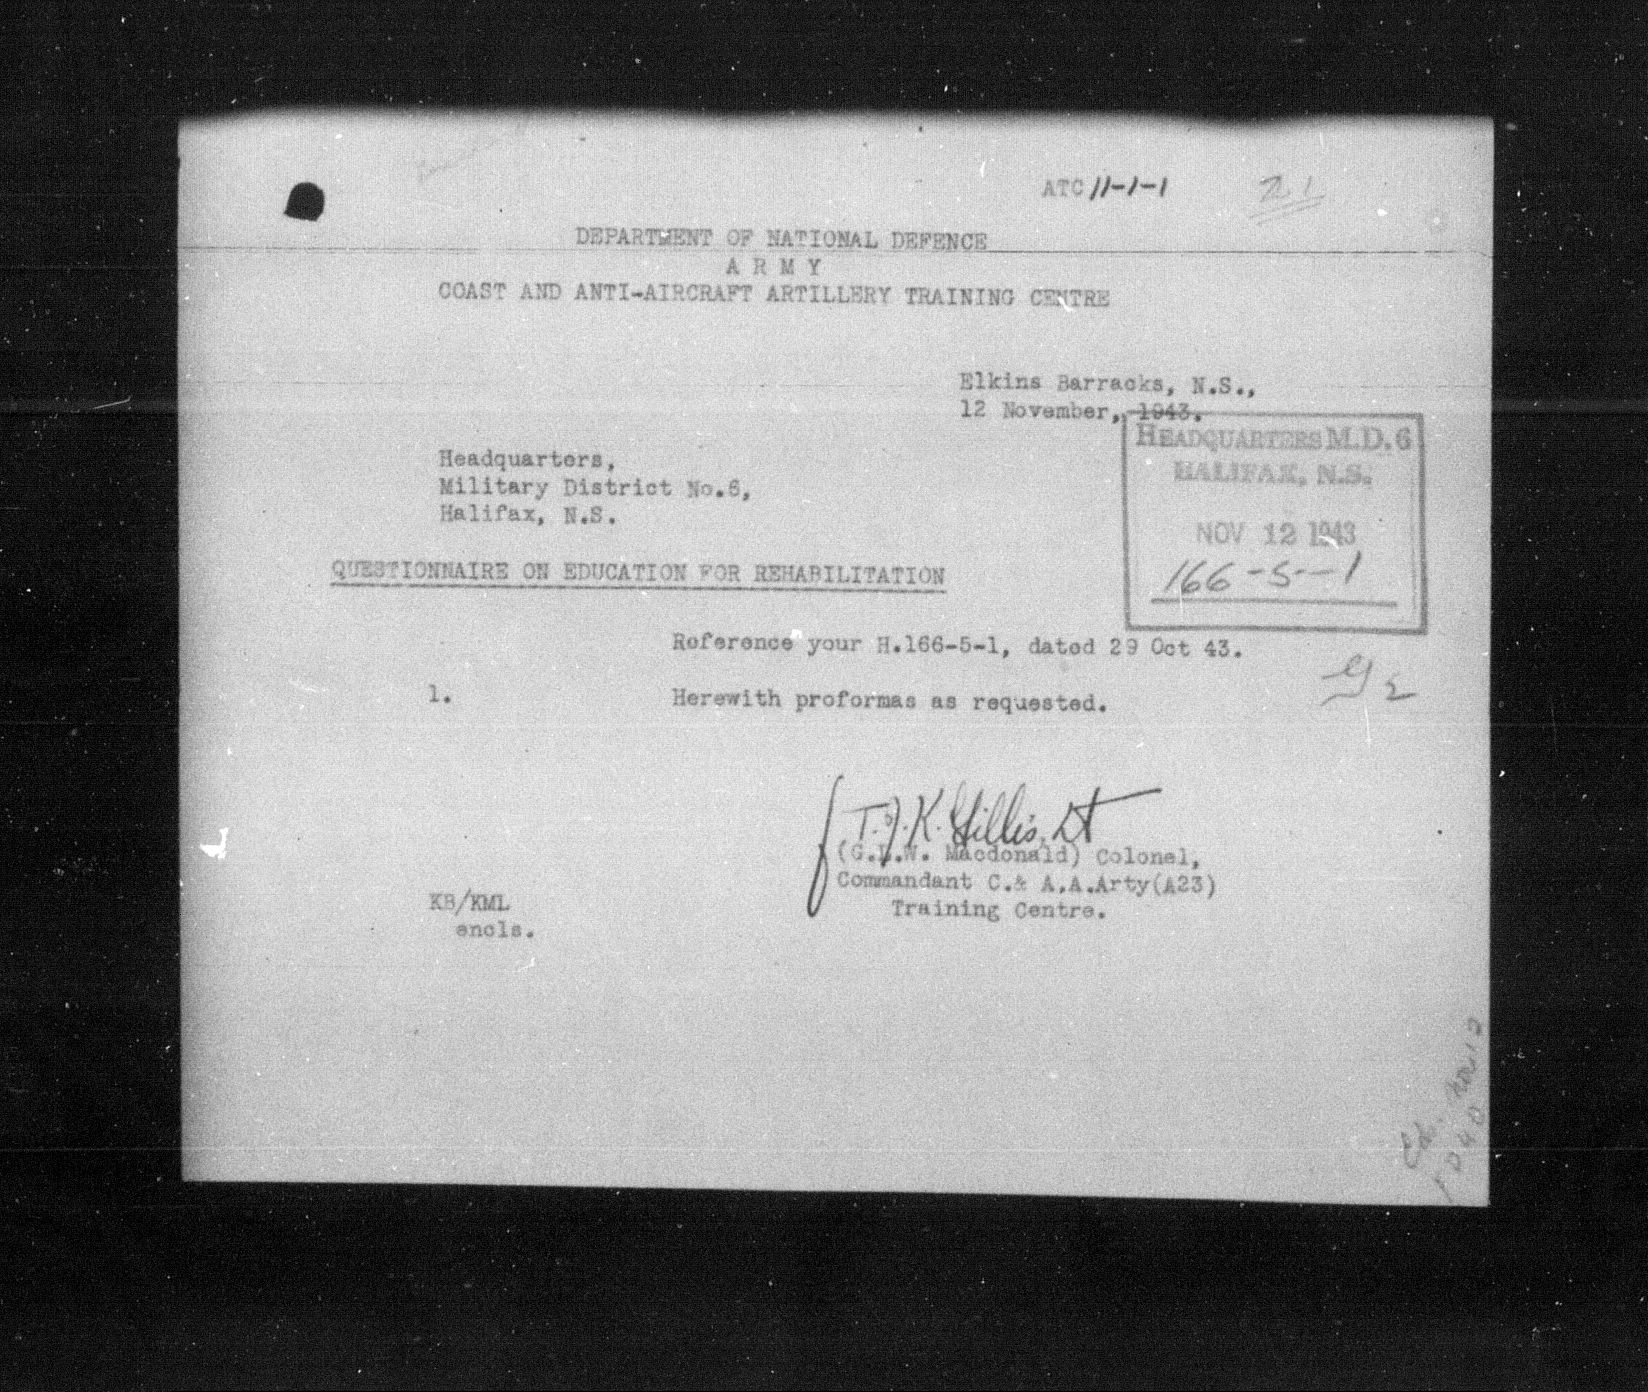 ATC 11-1-1
DEPARTMENT OF NATIONAL DEFENCE
A R M Y
COAST AND ANTI-AIRCRAFT ARTILLERY TRAINING CENTRE
Elkins Barracks, N.S.,
12 November, 1943.
HEADQUARTERS M.D. 6
HALIFAX, N.S.
NOV 12 1943
166-5-1
Headquarters,
Military District No.6,
Halifax, N.S.
QUESTIONNAIRE ON EDUCATION FOR REHABILITATION
Reference your H.166-5-1, dated 29 Oct 43.
1. Herewith proformas as requested.
T.J.K. Gillis, Lt
(G.L.W. Macdonald) Colonel,
Commandant C.& A.A.Arty(A23)
Training Centre.
KB/KML
encls.